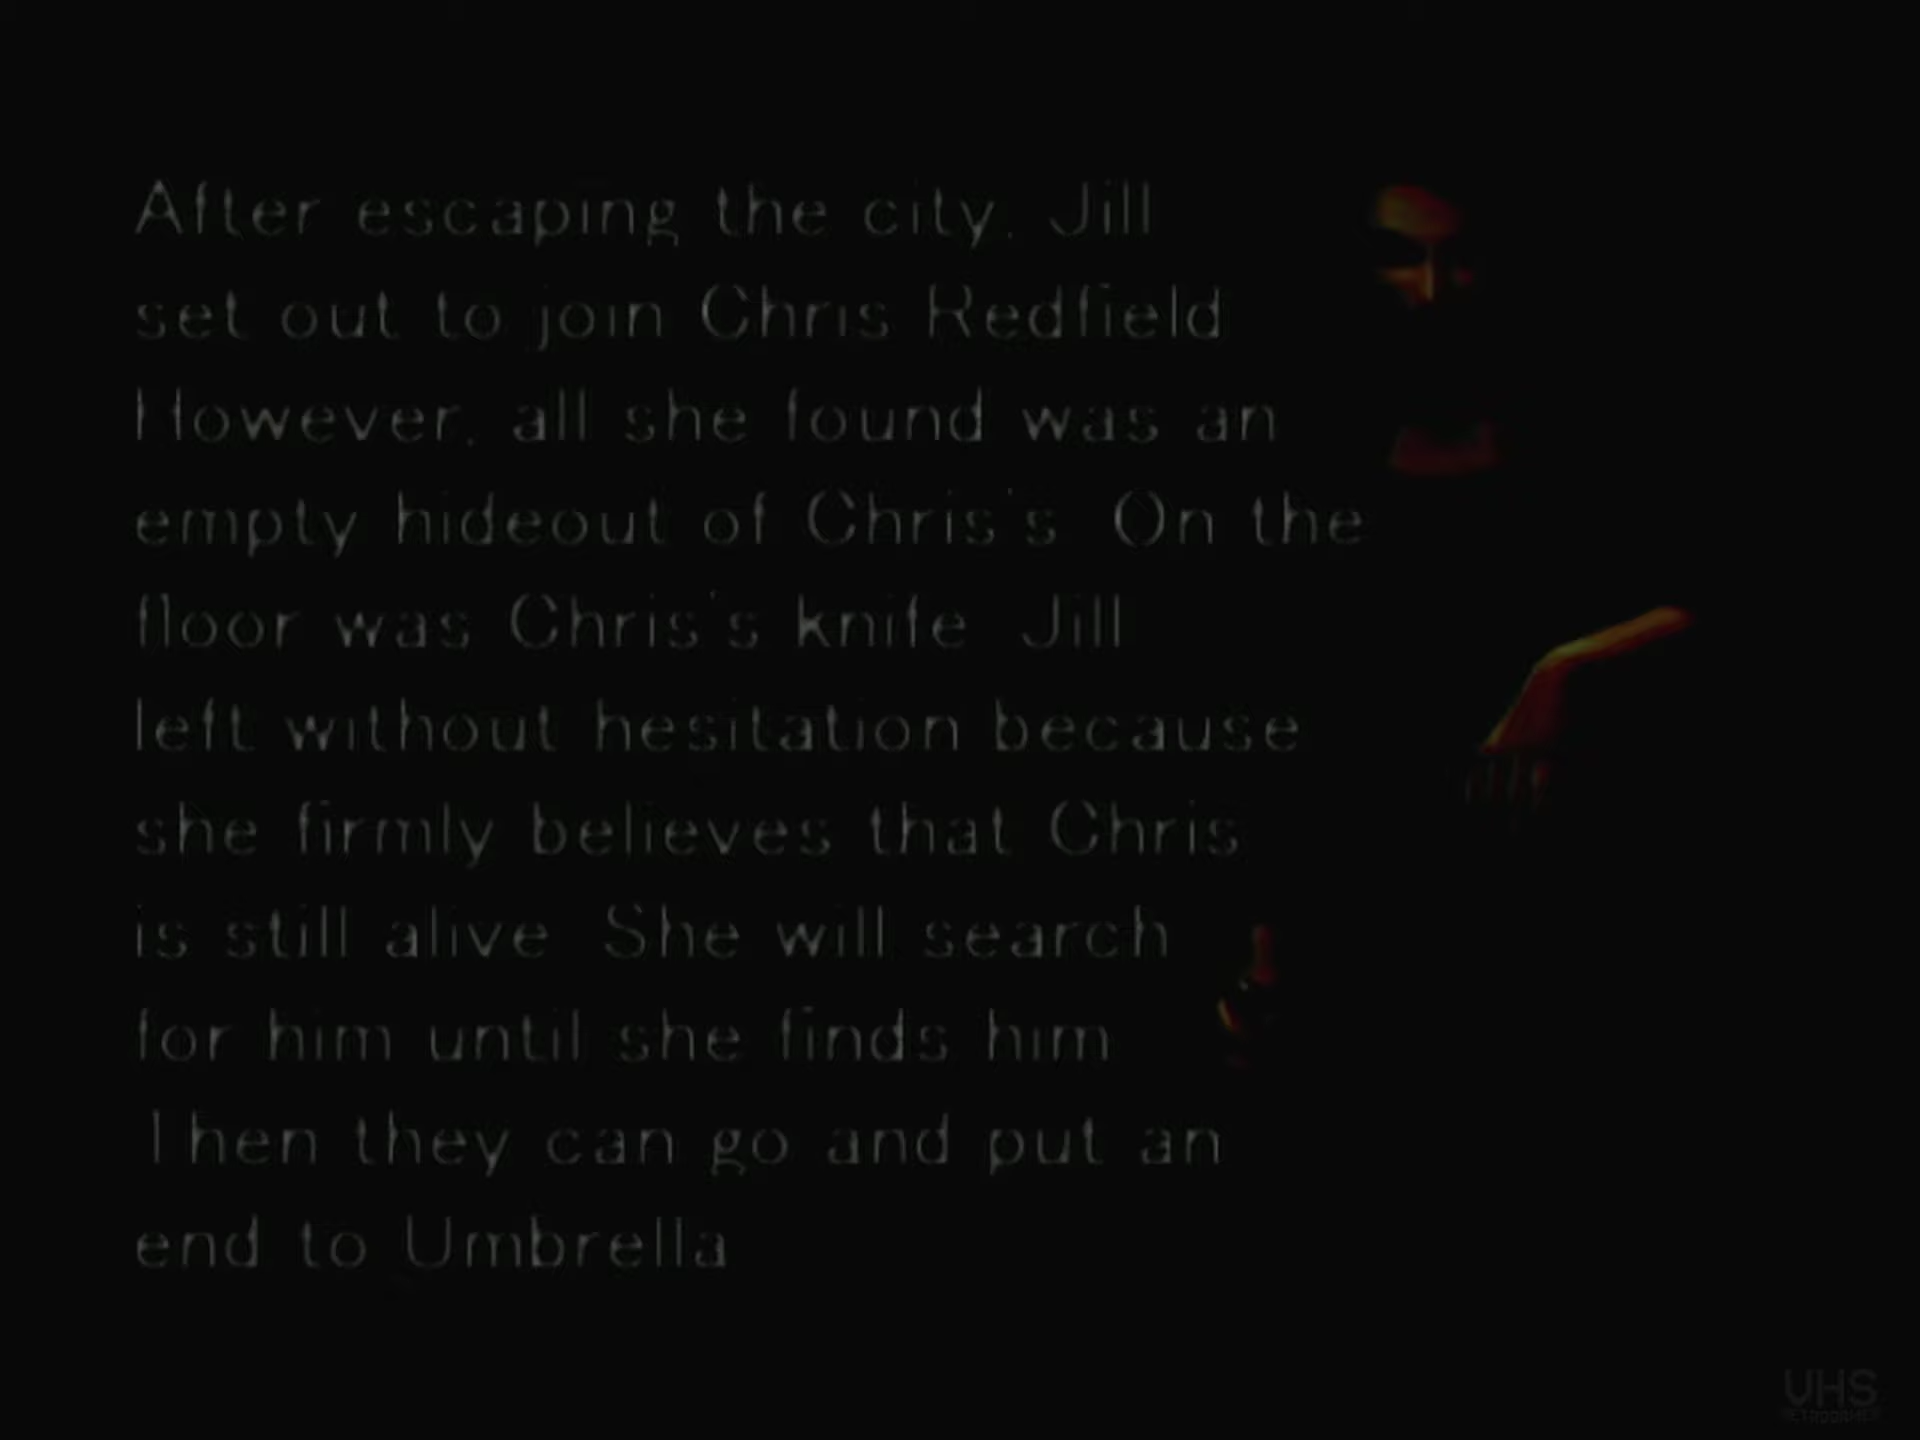 After escaping the city, Jill
set out to join Chris Redfield
However, all she found was an
empty hideout of Chris's. On the
floor was Chris's knife. Jill
left without hesitation because
she firmly believes that Chris
is still alive. She will search
for him until she finds him
Then they can go and put an
end to Umbrella
VHS